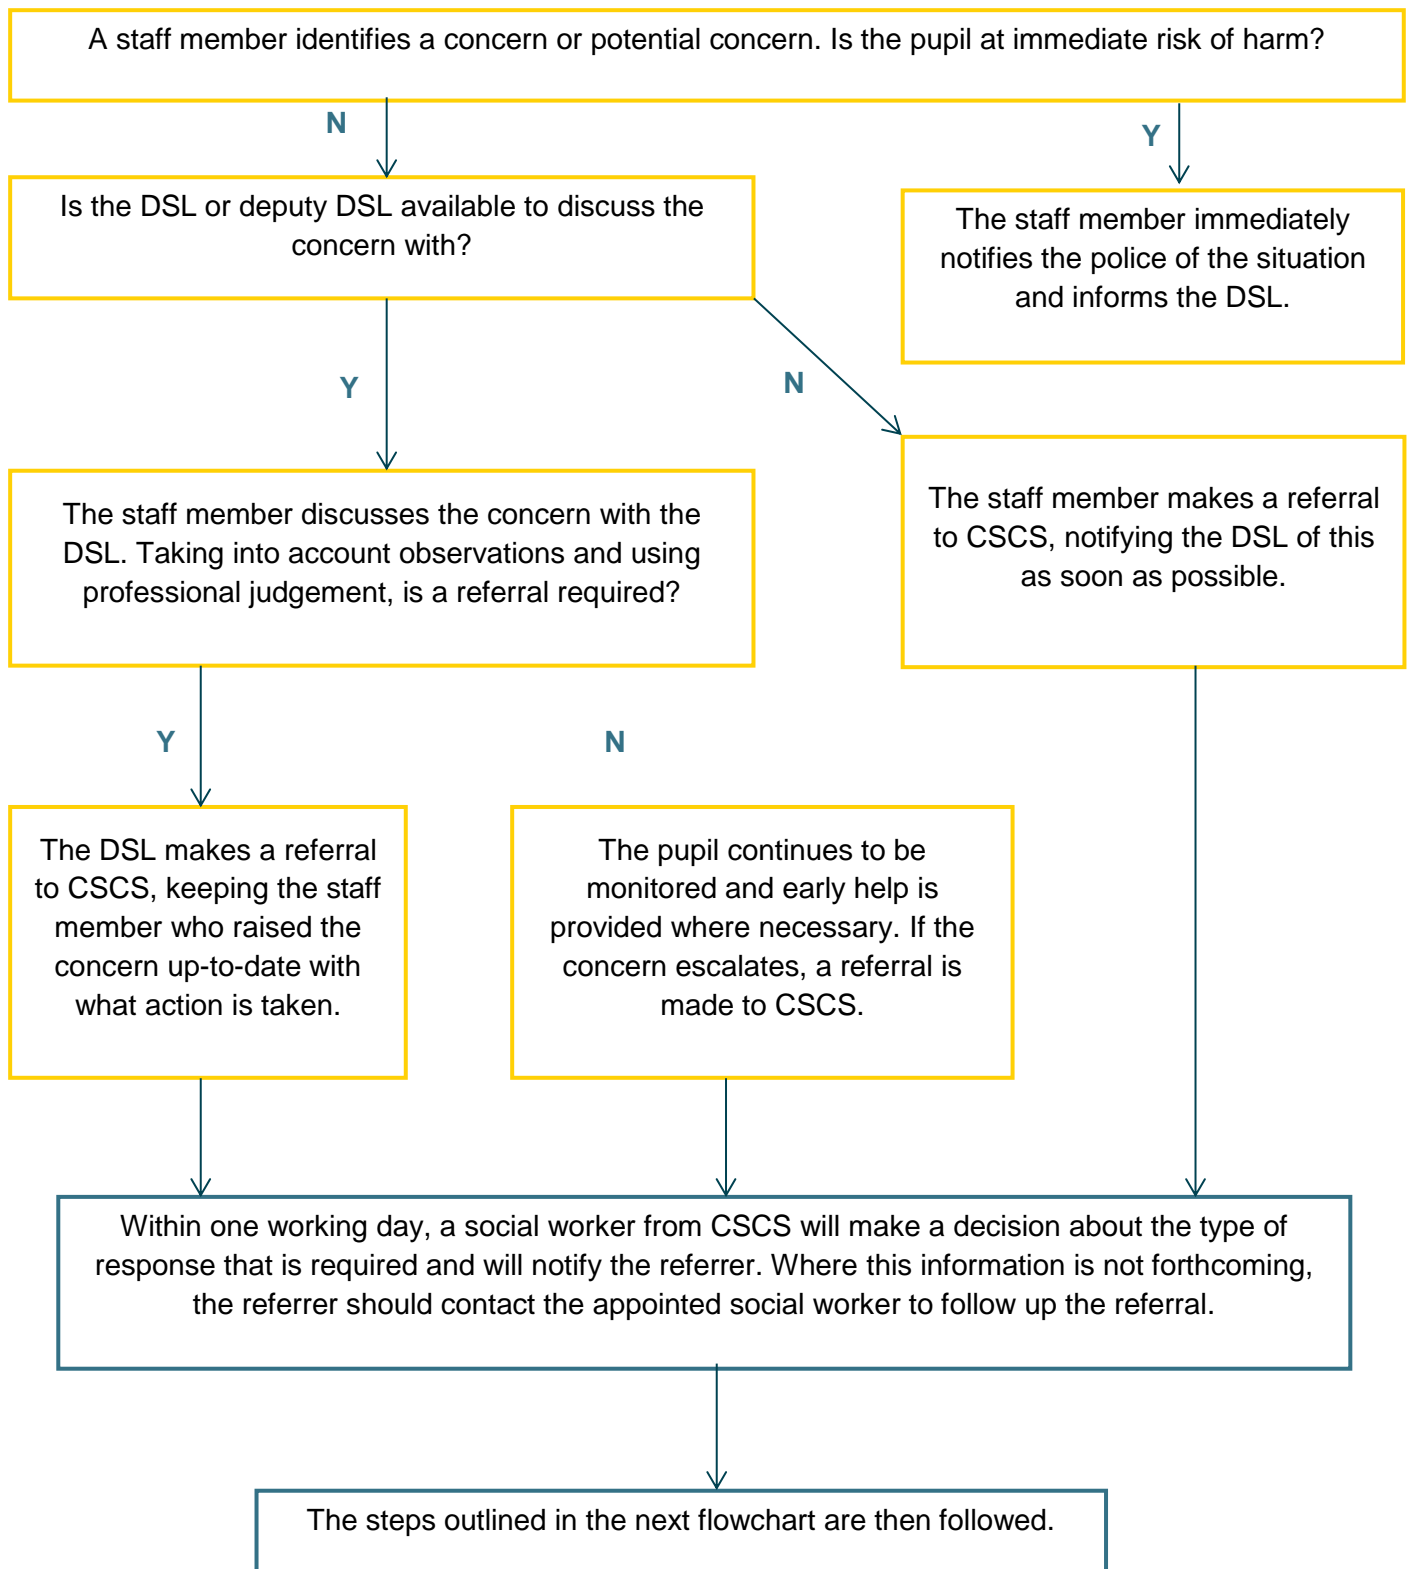 A staff member identifies a concern or potential concern. Is the pupil at immediate risk of harm?
N
Y
Is the DSL or deputy DSL available to discuss the
concern with?
The staff member immediately
notifies the police of the situation
and informs the DSL.
Y
N
The staff member discusses the concern with the
DSL. Taking into account observations and using
professional judgement, is a referral required?
The staff member makes a referral
to CSCS, notifying the DSL of this
as soon as possible.
Y
N
The DSL makes a referral
to CSCS, keeping the staff
member who raised the
concern up-to-date with
what action is taken.
The pupil continues to be
monitored and early help is
provided where necessary. If the
concern escalates, a referral is
made to CSCS.
Within one working day, a social worker from CSCS will make a decision about the type of
response that is required and will notify the referrer. Where this information is not forthcoming,
the referrer should contact the appointed social worker to follow up the referral.
The steps outlined in the next flowchart are then followed.